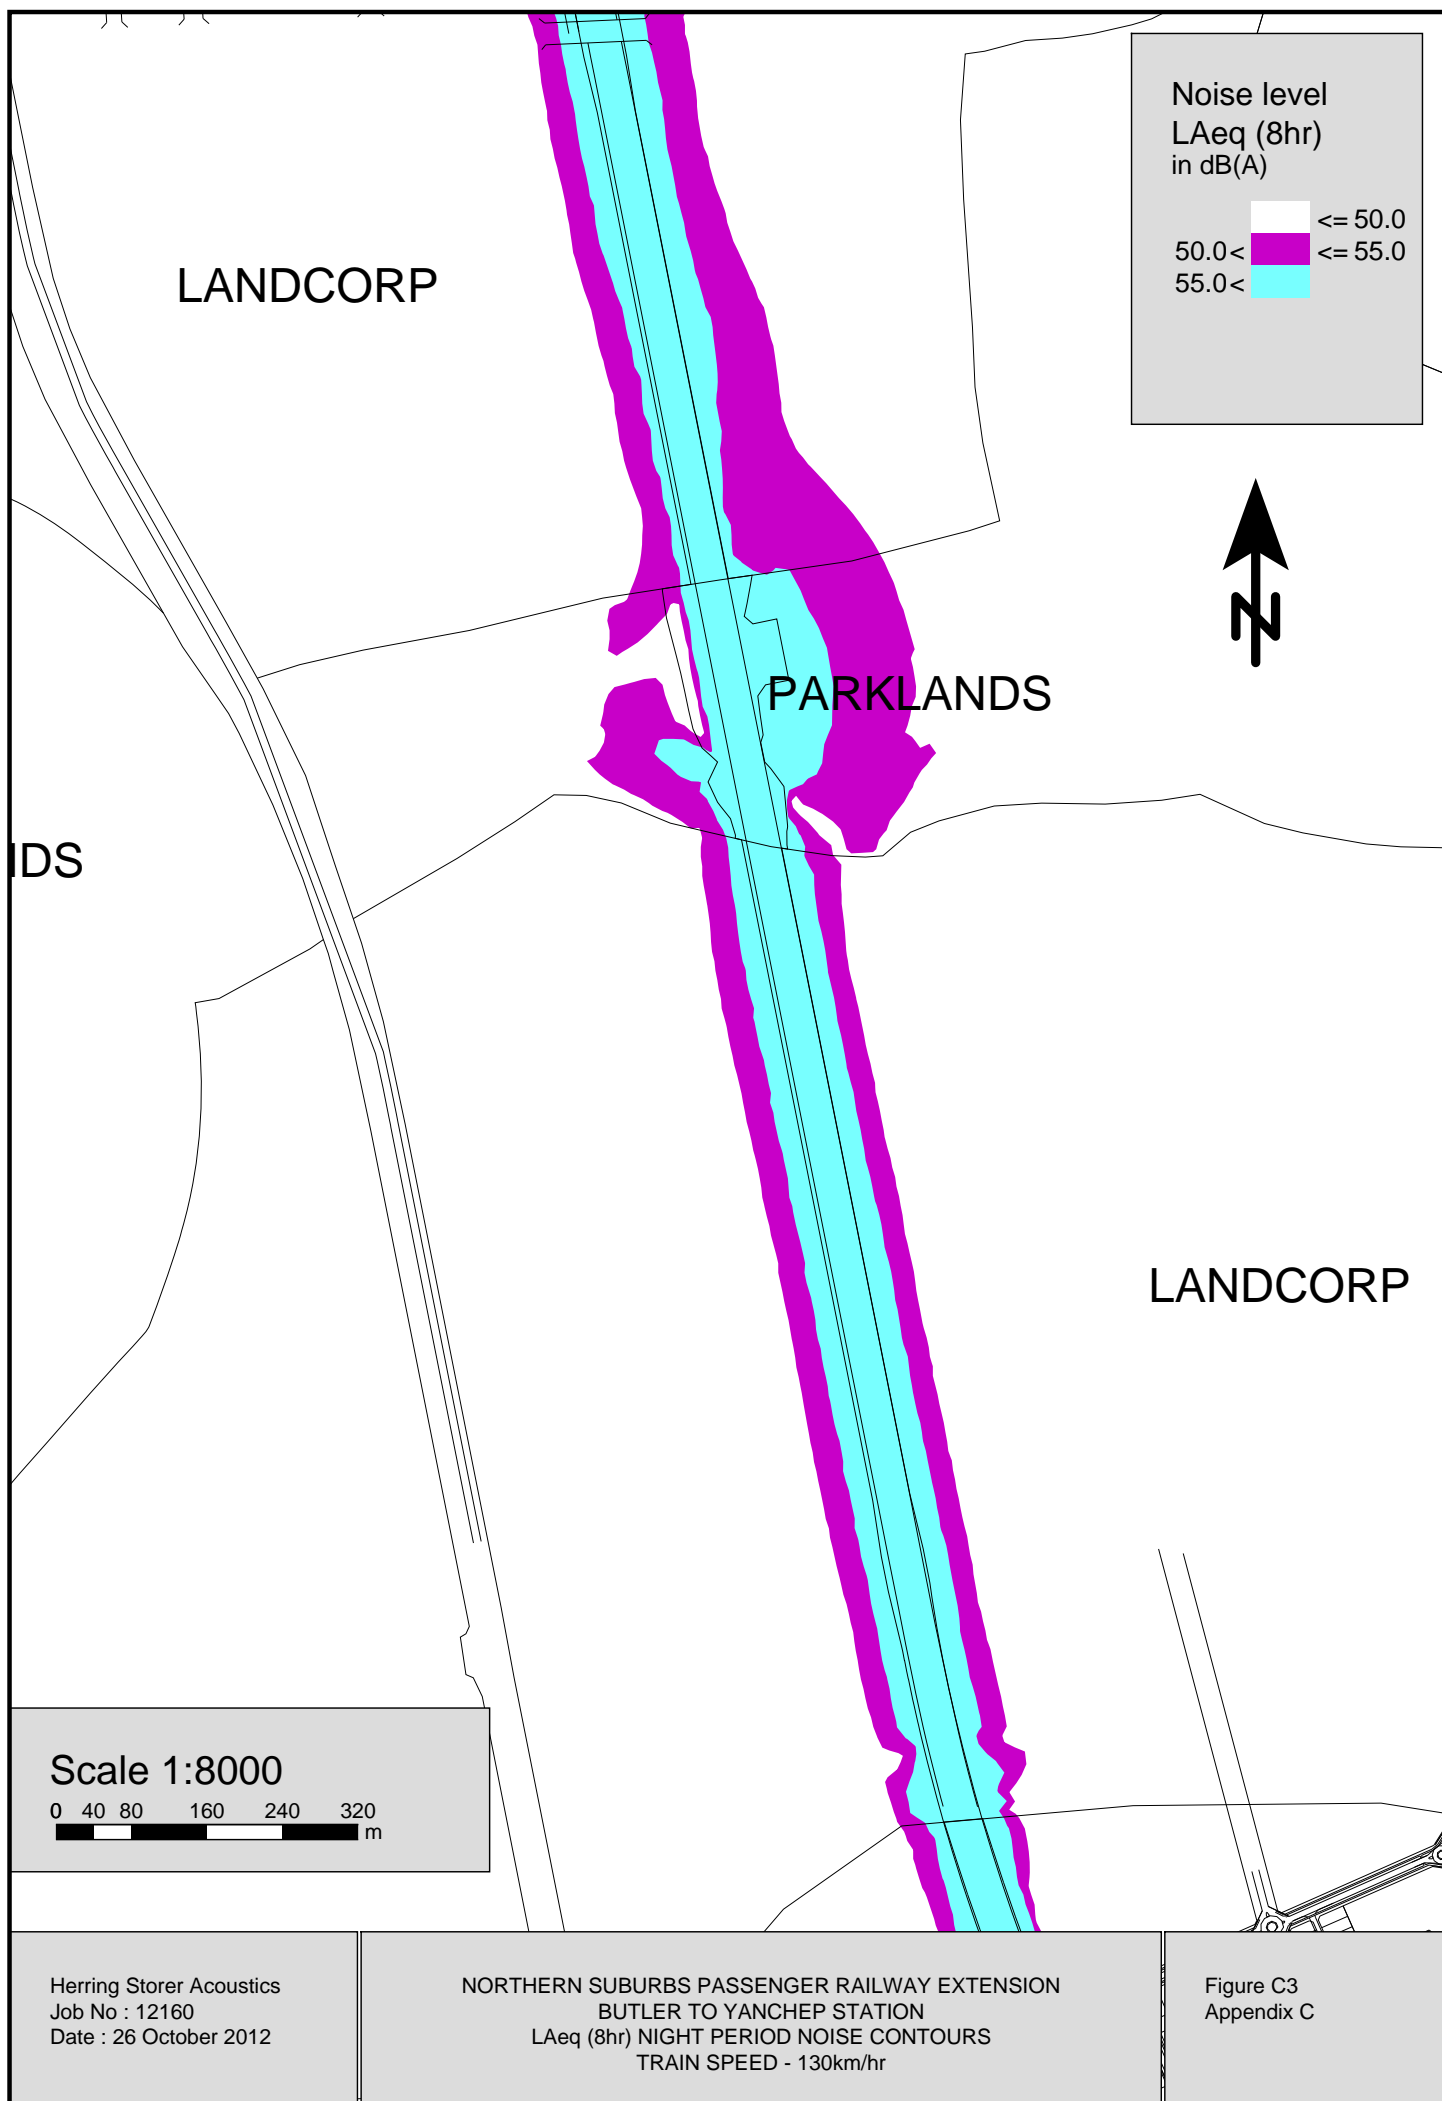 Noise level
LAeq (8hr)
in dB(A)
<= 50.0
50.0< <= 55.0
55.0<
LANDCORP
N
PARKLANDS
IDS
LANDCORP
Scale 1:8000
0 40 80 160 240 320
m
Herring Storer Acoustics
Job No : 12160
Date : 26 October 2012
NORTHERN SUBURBS PASSENGER RAILWAY EXTENSION
BUTLER TO YANCHEP STATION
LAeq (8hr) NIGHT PERIOD NOISE CONTOURS
TRAIN SPEED - 130km/hr
Figure C3
Appendix C